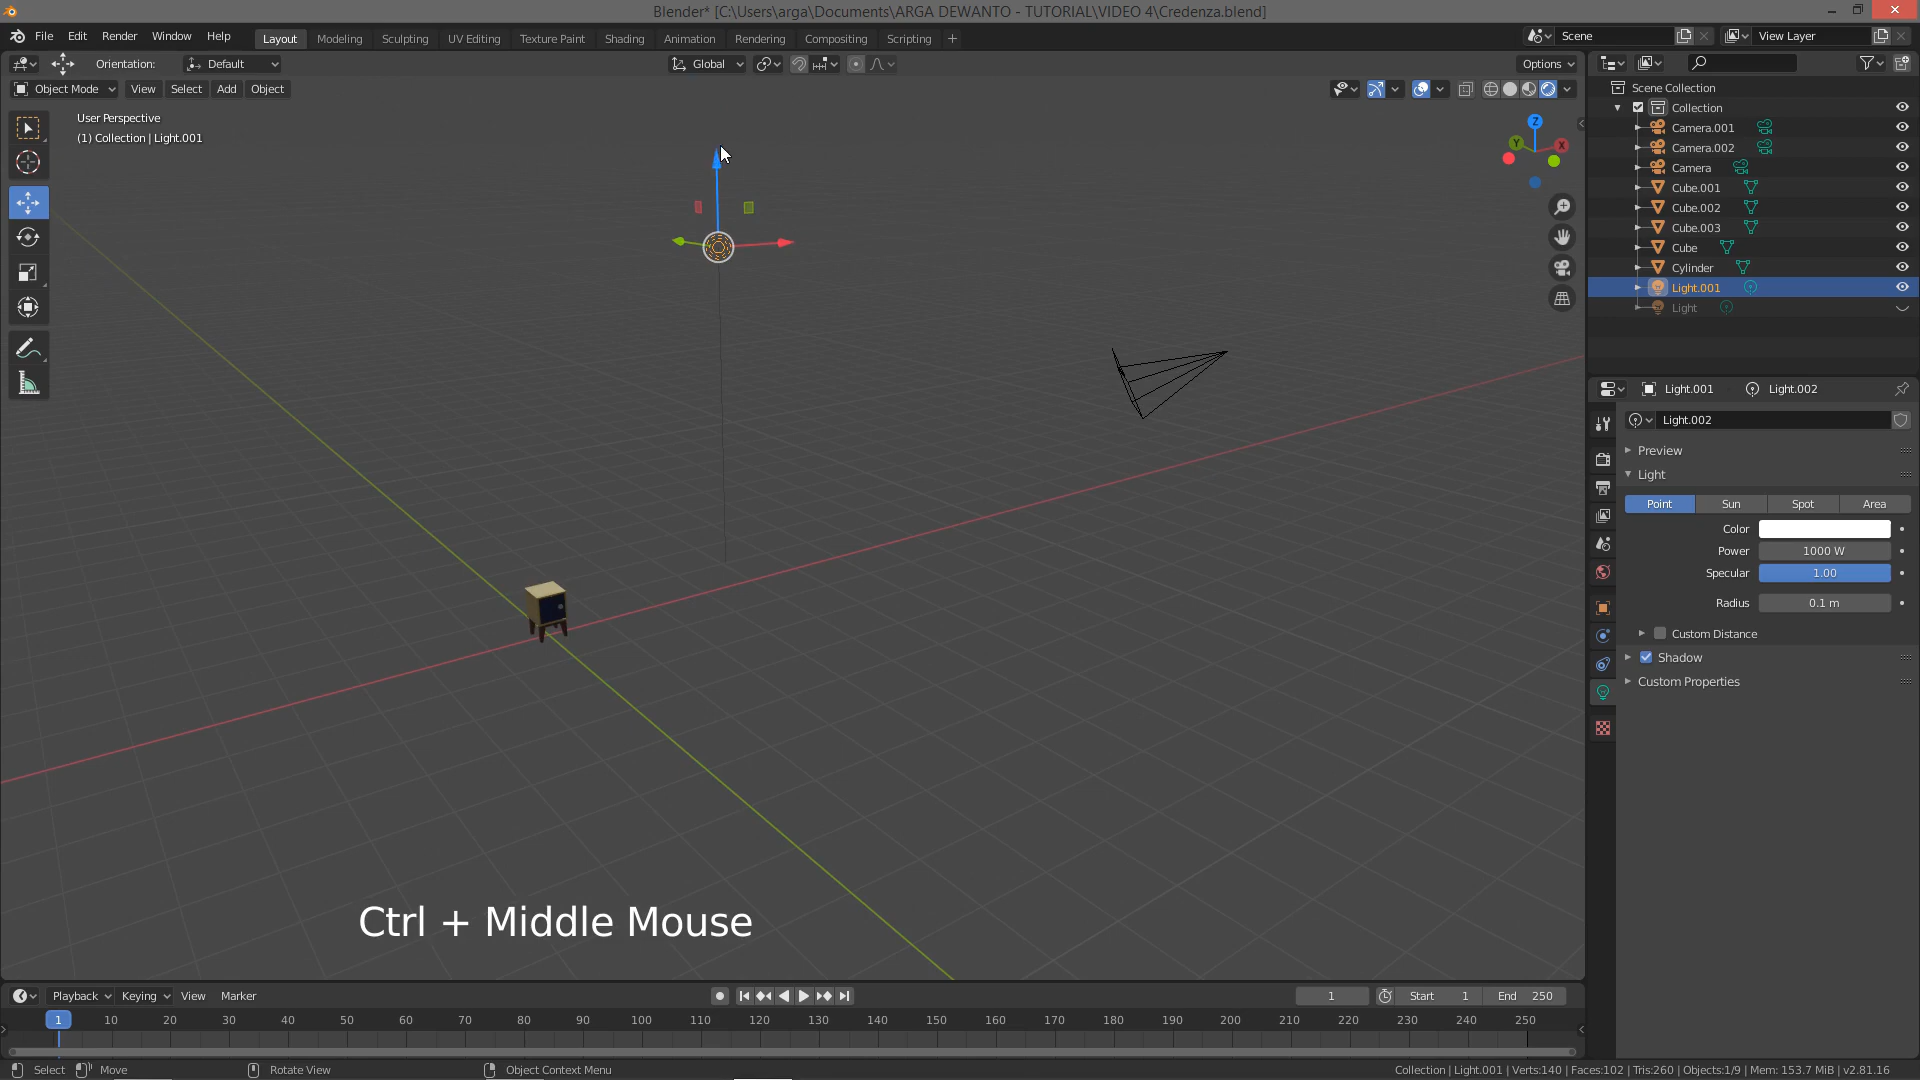 Blender* [C:\Users\arga\Documents\ARGA DEWANTO - TUTORIAL\VIDEO 4\Credenza.blend]
File Edit Render Window Help Layout Modeling Sculpting UV Editing Texture Paint Shading Animation Rendering Compositing Scripting + Scene View Layer
Orientation: Default Global Options
Object Mode View Select Add Object
User Perspective
(1) Collection | Light.001
Z
Y
X
Scene Collection
Collection
Camera.001
Camera.002
Camera
Cube.001
Cube.002
Cube.003
Cube
Cylinder
Light.001
Light
Light.001 Light.002
Light.002
Preview
Light
Point Sun Spot Area
Color
Power 1000 W
Specular 1.00
Radius 0.1 m
Custom Distance
Shadow
Custom Properties
Ctrl + Middle Mouse
Playback Keying View Marker 1 Start 1 End 250
1 10 20 30 40 50 60 70 80 90 100 110 120 130 140 150 160 170 180 190 200 210 220 230 240 250
Select Move Rotate View Object Context Menu Collection | Light.001 | Verts:140 | Faces:102 | Tris:260 | Objects:1/9 | Mem: 153.7 MiB | v2.81.16